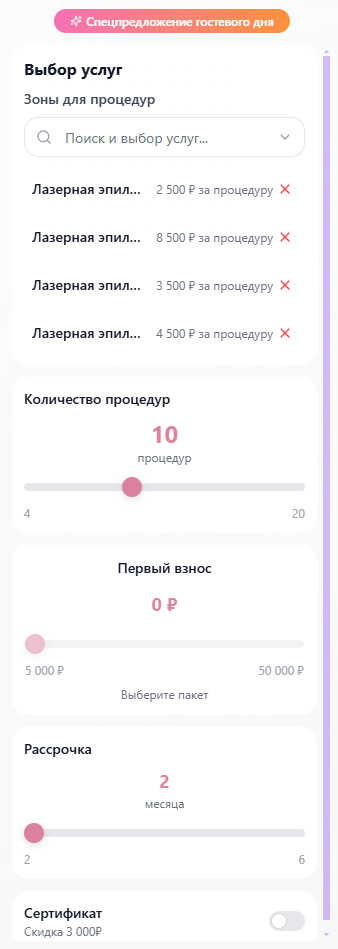 Спецпредложение гостевого дня
Выбор услуг
Зоны для процедур
Поиск и выбор услуг...
Лазерная эпил... 2 500 ₽ за процедуру
Лазерная эпил... 8 500 ₽ за процедуру
Лазерная эпил... 3 500 ₽ за процедуру
Лазерная эпил... 4 500 ₽ за процедуру
Количество процедур
10
процедур
4 20
Первый взнос
0 ₽
5 000 ₽ 50 000 ₽
Выберите пакет
Рассрочка
2
месяца
2 6
Сертификат
Скидка 3 000₽